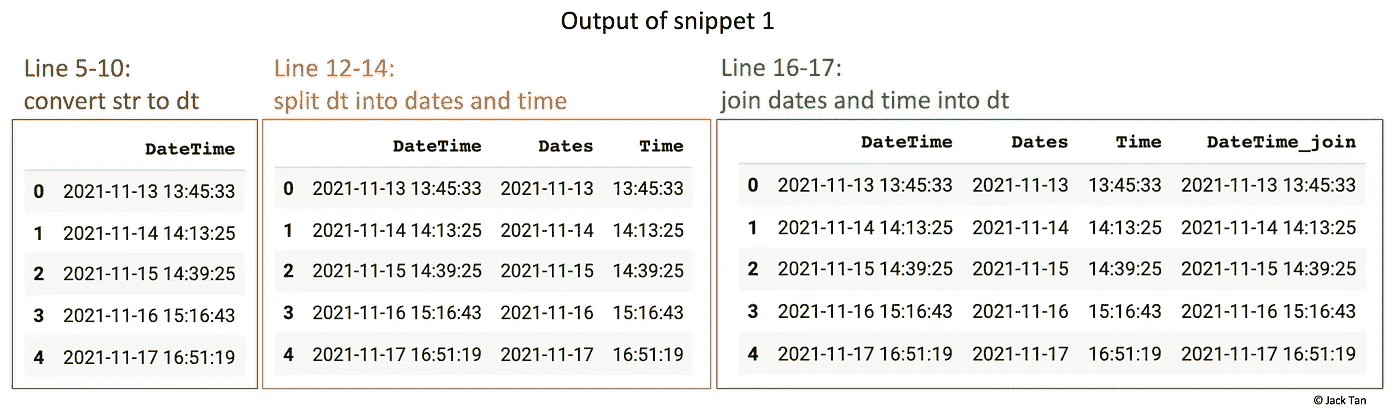 Output of snippet 1
Line 5-10:
convert str to dt
DateTime
0 2021-11-13 13:45:33
1 2021-11-14 14:13:25
2 2021-11-15 14:39:25
3 2021-11-16 15:16:43
4 2021-11-17 16:51:19
Line 12-14:
split dt into dates and time
DateTime Dates Time
0 2021-11-13 13:45:33 2021-11-13 13:45:33
1 2021-11-14 14:13:25 2021-11-14 14:13:25
2 2021-11-15 14:39:25 2021-11-15 14:39:25
3 2021-11-16 15:16:43 2021-11-16 15:16:43
4 2021-11-17 16:51:19 2021-11-17 16:51:19
Line 16-17:
join dates and time into dt
DateTime Dates Time DateTime_join
0 2021-11-13 13:45:33 2021-11-13 13:45:33 2021-11-13 13:45:33
1 2021-11-14 14:13:25 2021-11-14 14:13:25 2021-11-14 14:13:25
2 2021-11-15 14:39:25 2021-11-15 14:39:25 2021-11-15 14:39:25
3 2021-11-16 15:16:43 2021-11-16 15:16:43 2021-11-16 15:16:43
4 2021-11-17 16:51:19 2021-11-17 16:51:19 2021-11-17 16:51:19
© Jack Tan